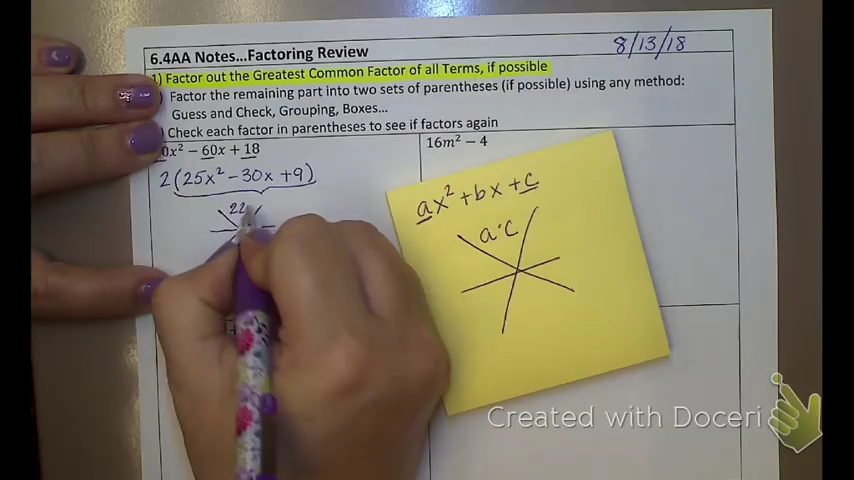 8/13/18
6.4AA Notes...Factoring Review
1) Factor out the Greatest Common Factor of all Terms, if possible
) Factor the remaining part into two sets of parentheses (if possible) using any method:
Guess and Check, Grouping, Boxes...
) Check each factor in parentheses to see if factors again
0x² − 60x + 18
16m² − 4
2(25x² − 30x + 9)
22
ax² + bx + c
a·c
Created with Doceri